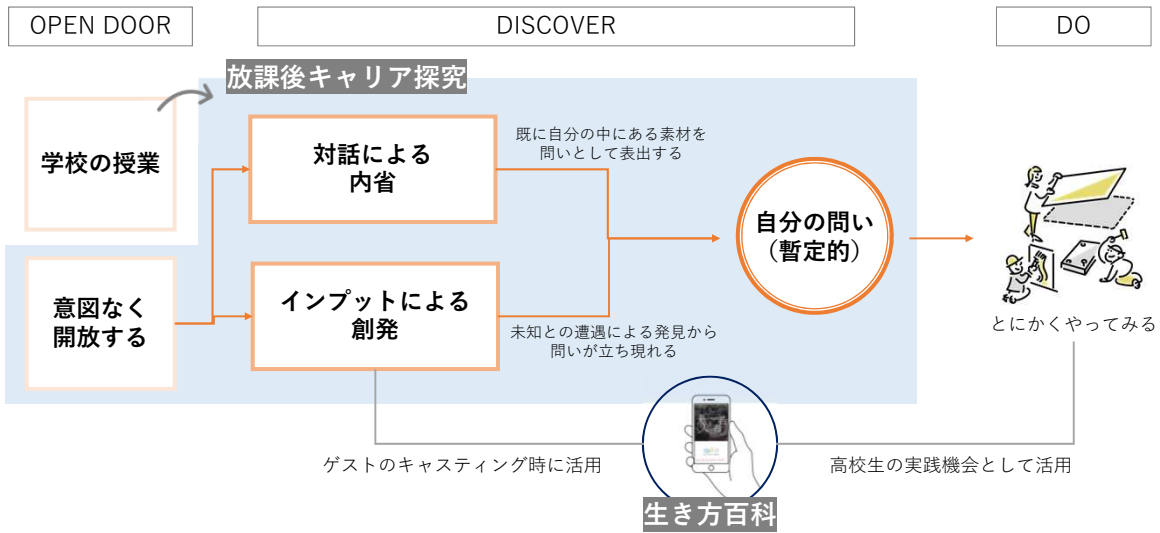 OPEN DOOR
DISCOVER
DO
放課後キャリア探究
学校の授業
対話による
内省
既に自分の中にある素材を
問いとして表出する
自分の問い
（暫定的）
意図なく
開放する
インプットによる
創発
未知との遭遇による発見から
問いが立ち現れる
とにかくやってみる
ゲストのキャスティング時に活用
高校生の実践機会として活用
生き方百科